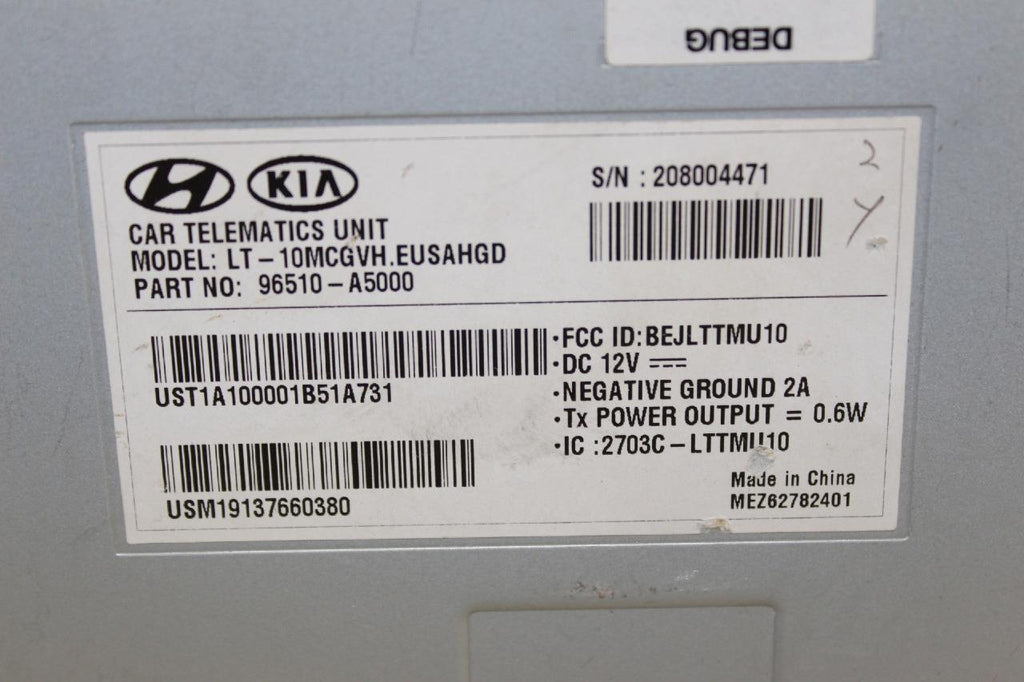 DEBUG
KIA
CAR TELEMATICS UNIT
MODEL: LT-10MCGVH.EUSAHGD
PART NO: 96510-A5000
S/N : 208004471
2
Y
UST1A100001B51A731
USM19137660380
·FCC ID:BEJLTTMU10
·DC 12V
·NEGATIVE GROUND 2A
·Tx POWER OUTPUT = 0.6W
·IC :2703C-LTTMU10
Made in China
MEZ62782401